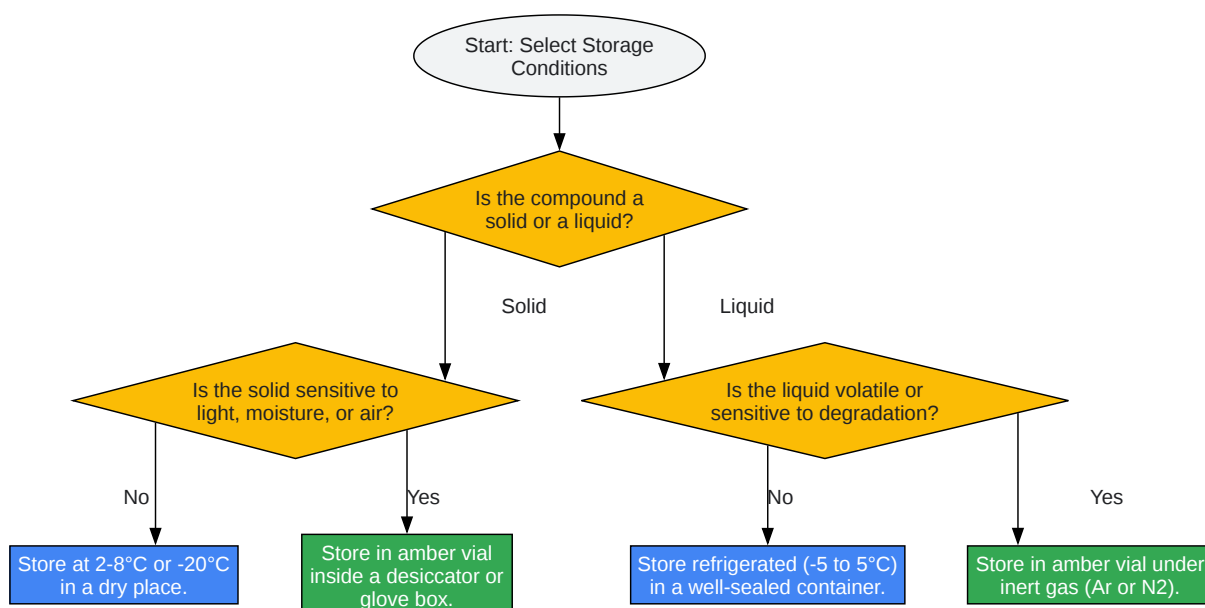 Start: Select Storage
Conditions
Is the compound a
solid or a liquid?
Solid
Liquid
Is the solid sensitive to
light, moisture, or air?
Is the liquid volatile or
sensitive to degradation?
No
Yes
No
Yes
Store at 2-8°C or -20°C
in a dry place.
Store in amber vial
inside a desiccator or
glove box.
Store refrigerated (-5 to 5°C)
in a well-sealed container.
Store in amber vial under
inert gas (Ar or N2).